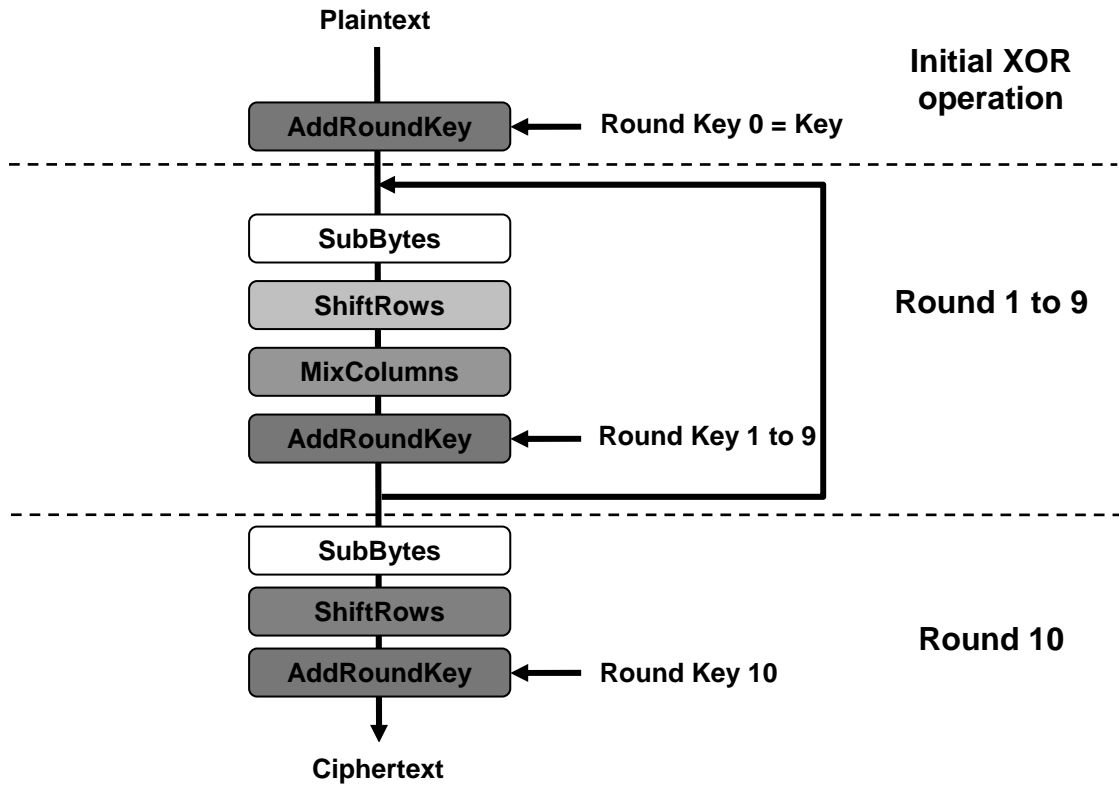 Plaintext
Initial XOR
operation
AddRoundKey
Round Key 0 = Key
SubBytes
ShiftRows
Round 1 to 9
MixColumns
AddRoundKey
Round Key 1 to 9
SubBytes
ShiftRows
Round 10
AddRoundKey
Round Key 10
Ciphertext